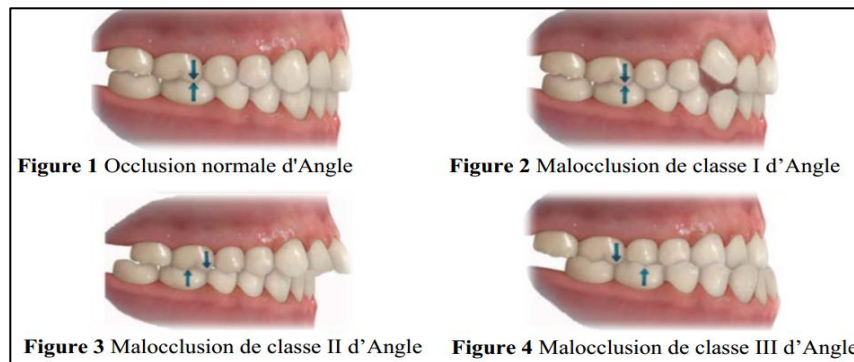 Figure 1 Occlusion normale d'Angle
Figure 2 Malocclusion de classe I d’Angle
Figure 3 Malocclusion de classe II d’Angle
Figure 4 Malocclusion de classe III d’Angle